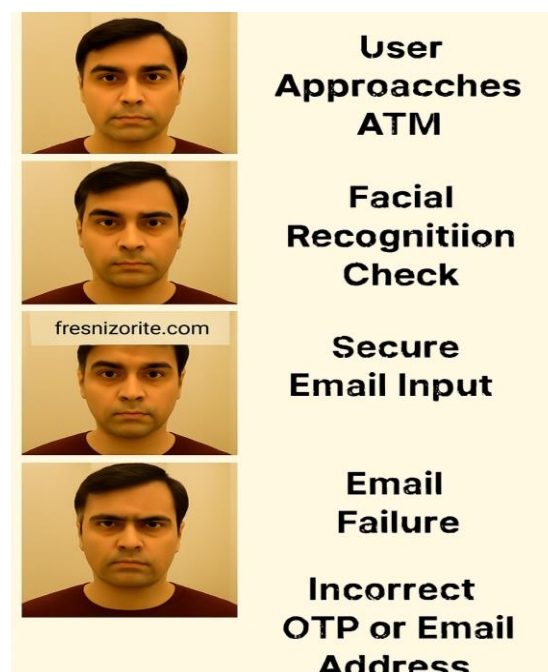 User
Approacches
ATM
Facial
Recognitiion
Check
fresnizorite.com
Secure
Email Input
Email
Failure
Incorrect
OTP or Email
Address